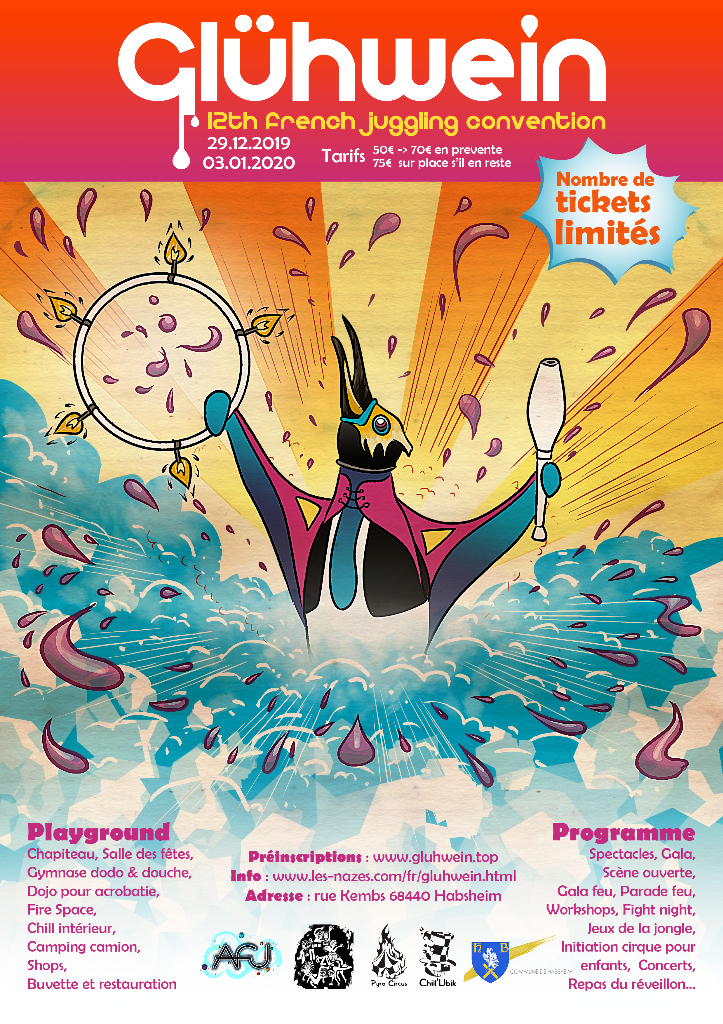 Glühwein
12th French juggling convention
29.12.2019
03.01.2020
Tarifs
50€ -> 70€ en prevente
75€ sur place s'il en reste
Nombre de
tickets
limités
Playground
Chapiteau, Salle des fêtes,
Gymnase dodo & douche,
Dojo pour acrobatie,
Fire Space,
Chill intérieur,
Camping camion,
Shops,
Buvette et restauration
Préinscriptions : www.gluhwein.top
Info : www.les-nazes.com/fr/gluhwein.html
Adresse : rue Kembs 68440 Habsheim
AFJ
Pyro Circus
Chil'Ubik
H B
COMMUNE DE HABSHEIM
Programme
Spectacles, Gala,
Scène ouverte,
Gala feu, Parade feu,
Workshops, Fight night,
Jeux de la jongle,
Initiation cirque pour
enfants, Concerts,
Repas du réveillon...